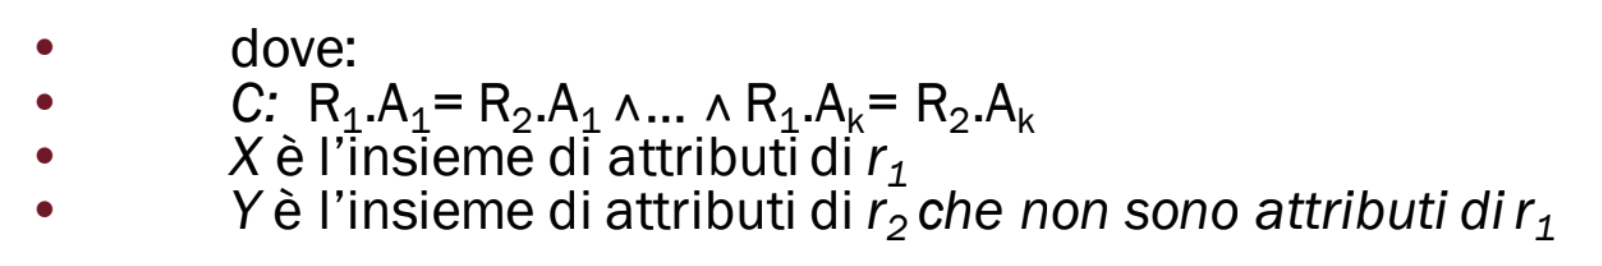 • dove:
• C: R₁.A₁= R₂.A₁ ∧... ∧ R₁.Aₖ= R₂.Aₖ
• X è l’insieme di attributi di r₁
• Y è l’insieme di attributi di r₂ che non sono attributi di r₁